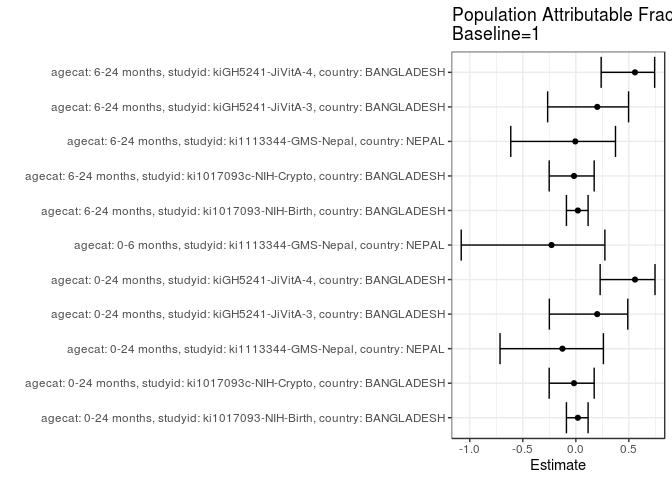 Population Attributable Frac
Baseline=1
agecat: 6-24 months, studyid: kiGH5241-JiVitA-4, country: BANGLADESH
agecat: 6-24 months, studyid: kiGH5241-JiVitA-3, country: BANGLADESH
agecat: 6-24 months, studyid: ki1113344-GMS-Nepal, country: NEPAL
agecat: 6-24 months, studyid: ki1017093c-NIH-Crypto, country: BANGLADESH
agecat: 6-24 months, studyid: ki1017093-NIH-Birth, country: BANGLADESH
agecat: 0-6 months, studyid: ki1113344-GMS-Nepal, country: NEPAL
agecat: 0-24 months, studyid: kiGH5241-JiVitA-4, country: BANGLADESH
agecat: 0-24 months, studyid: kiGH5241-JiVitA-3, country: BANGLADESH
agecat: 0-24 months, studyid: ki1113344-GMS-Nepal, country: NEPAL
agecat: 0-24 months, studyid: ki1017093c-NIH-Crypto, country: BANGLADESH
agecat: 0-24 months, studyid: ki1017093-NIH-Birth, country: BANGLADESH
-1.0 -0.5 0.0 0.5
Estimate